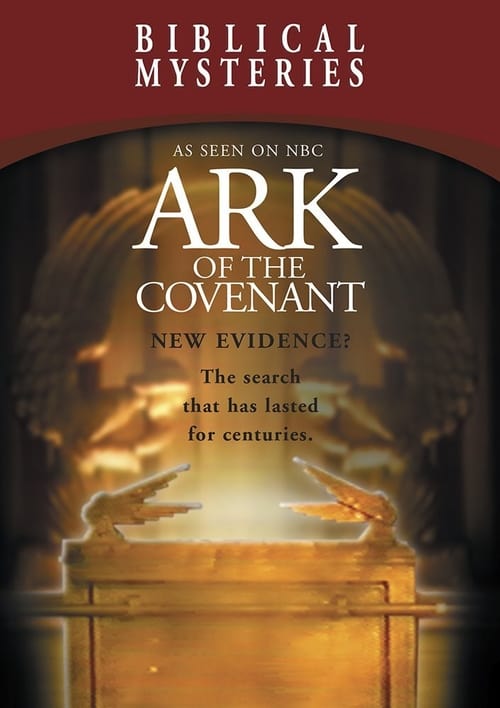 BIBLICAL
MYSTERIES
AS SEEN ON NBC
ARK
OF THE
COVENANT
NEW EVIDENCE?
The search
that has lasted
for centuries.